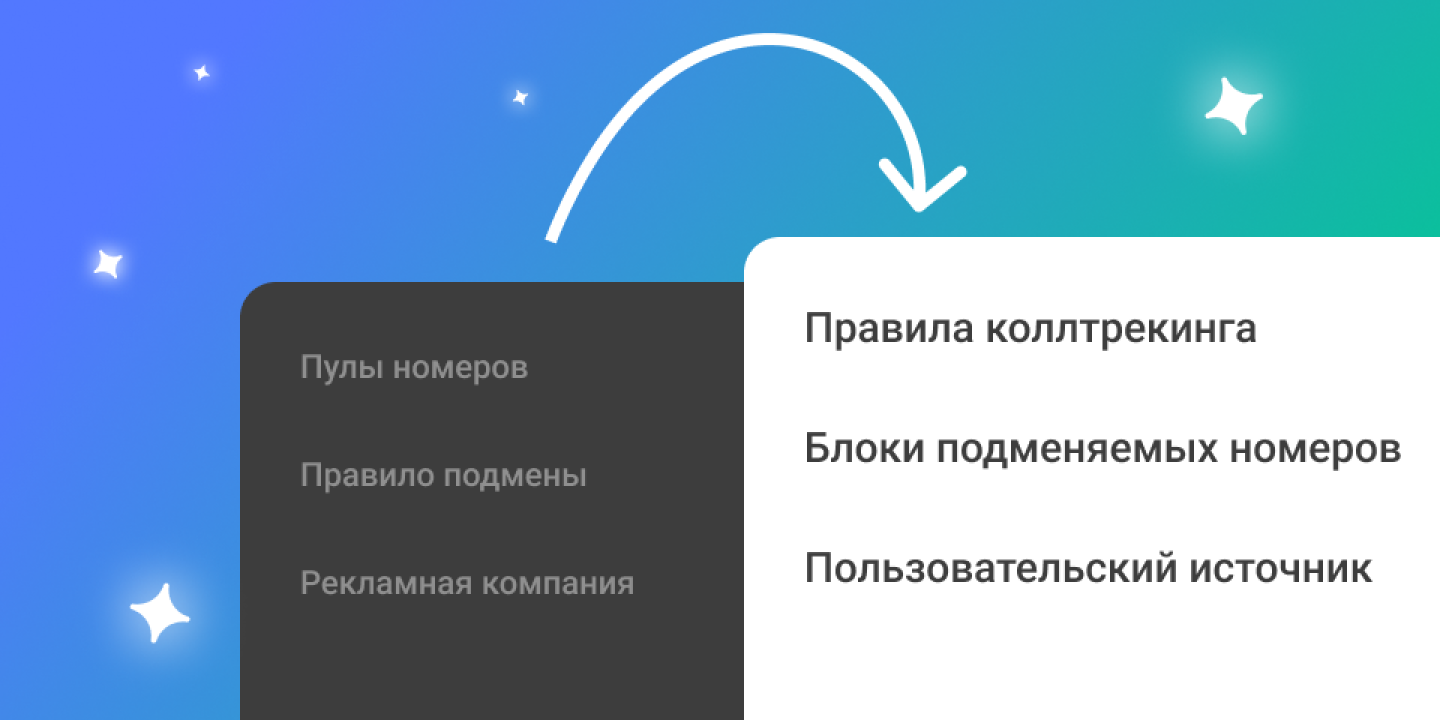 Пулы номеров
Правило подмены
Рекламная компания
Правила коллтрекинга
Блоки подменяемых номеров
Пользовательский источник